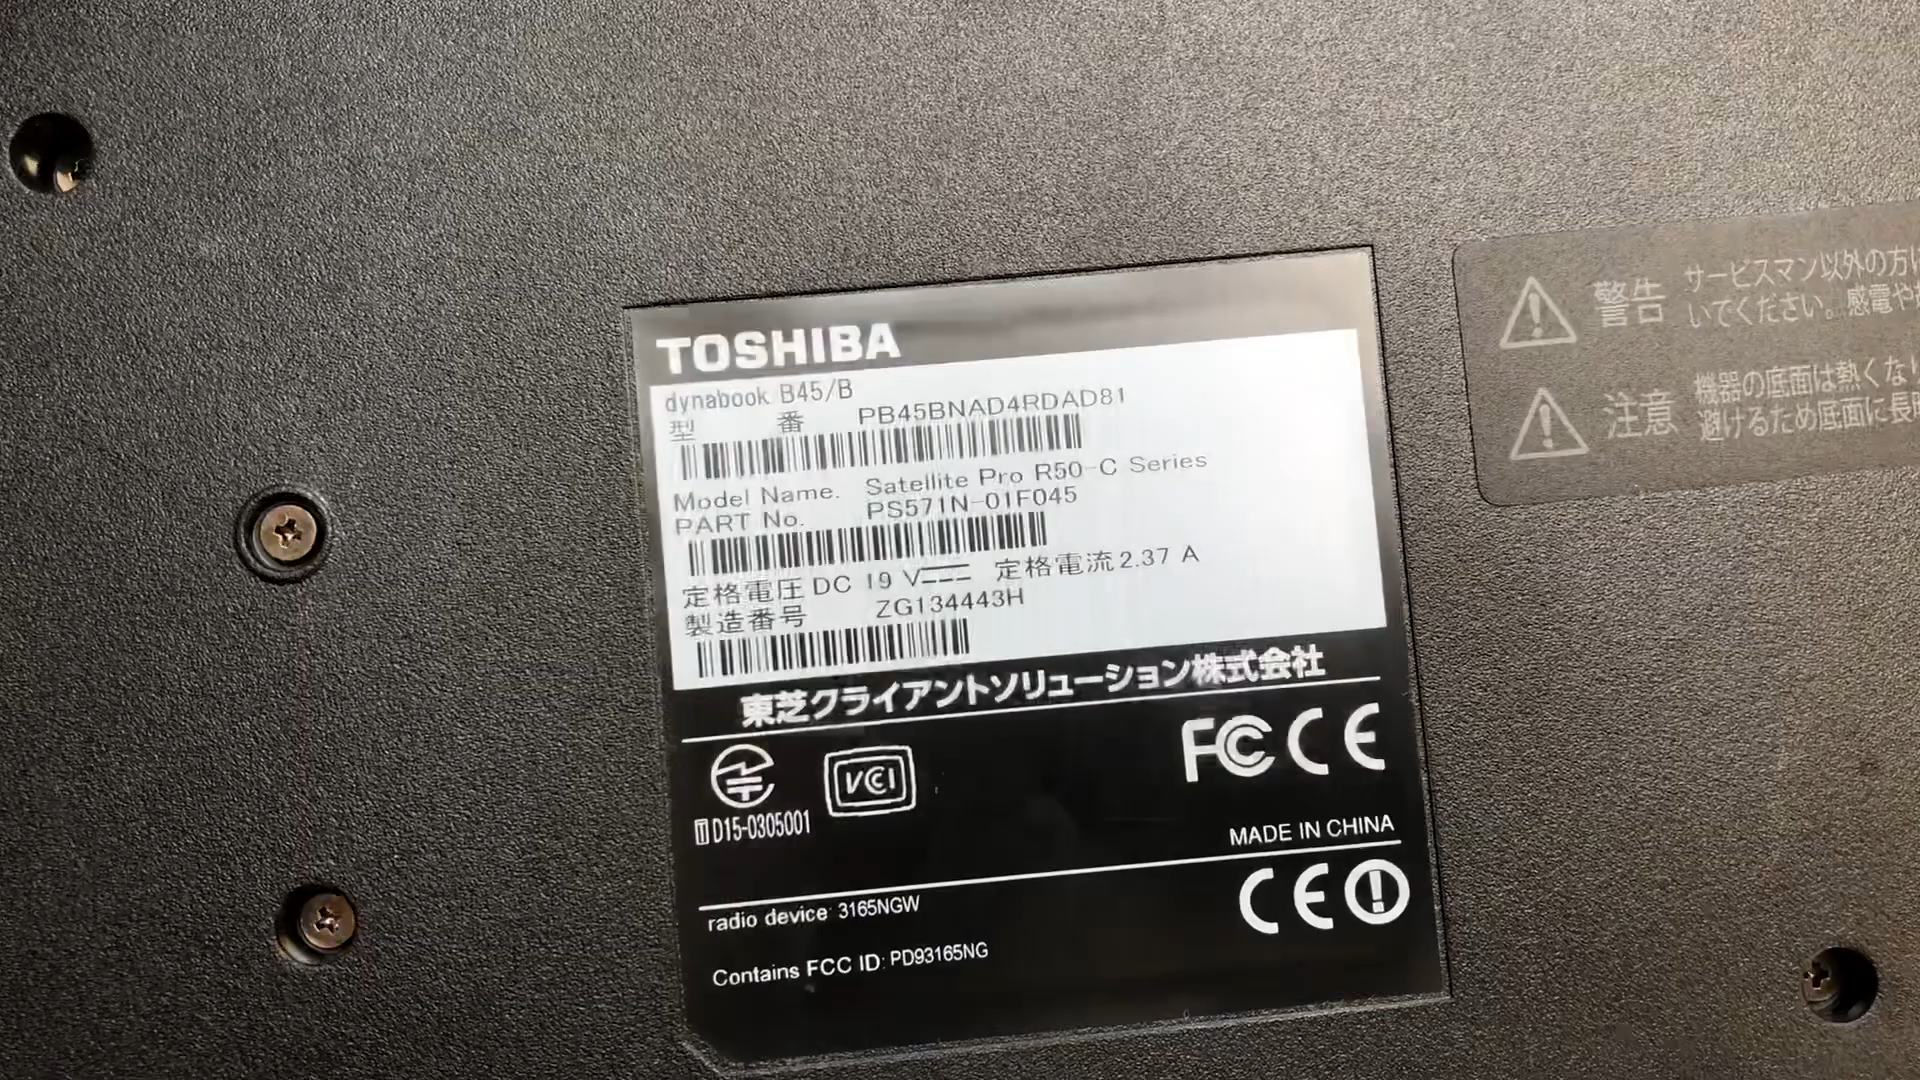 TOSHIBA
dynabook B45/B
型 番 PB45BNAD4RDAD81
Model Name. Satellite Pro R50-C Series
PART No. PS571N-01F045
定格電圧 DC 19 V 定格電流 2.37 A
製造番号 ZG134443H
東芝クライアントソリューション株式会社
VCI
FC CE
T D15-0305001
MADE IN CHINA
radio device: 3165NGW
CE
Contains FCC ID: PD93165NG
警告 サービスマン以外の方は
いてください。感電や
注意 機器の底面は熱くな
避けるため底面に長